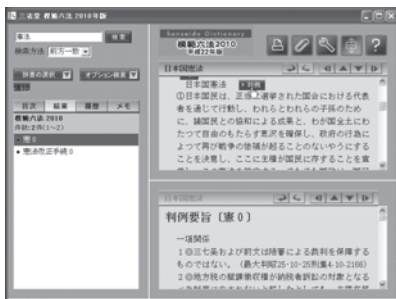 三省堂 模範六法2010年版
憲法
検索
検索方法 前方一致
辞書の選択
オプション検索
目次 結果 履歴 メモ
模範六法 2010
件数:2件(1~2)
・憲0
・憲法改正手続0
Sanseido Dictionary
模範六法2010
平成22年版
日本国憲法
日本国憲法
①日本国民は、正当に選挙された国会における代表
者を通じて行動し、われらとわれらの子孫のため
に、諸国民との協和による成果と、わが国全土にわ
たつて自由のもたらす恵沢を確保し、政府の行為に
よつて再び戦争の惨禍が起ることのないやうにする
ことを決意し、ここに主権が国民に存することを宣
日本国憲法
判例要旨〔憲0〕
一項関係
1◎三七条および前文は陪審による裁判を保障する
ものではない。(最大判昭25・10・25刑集4-10-2166)
2◎地方税の賦課徴収権が納税者訴訟の対象となる